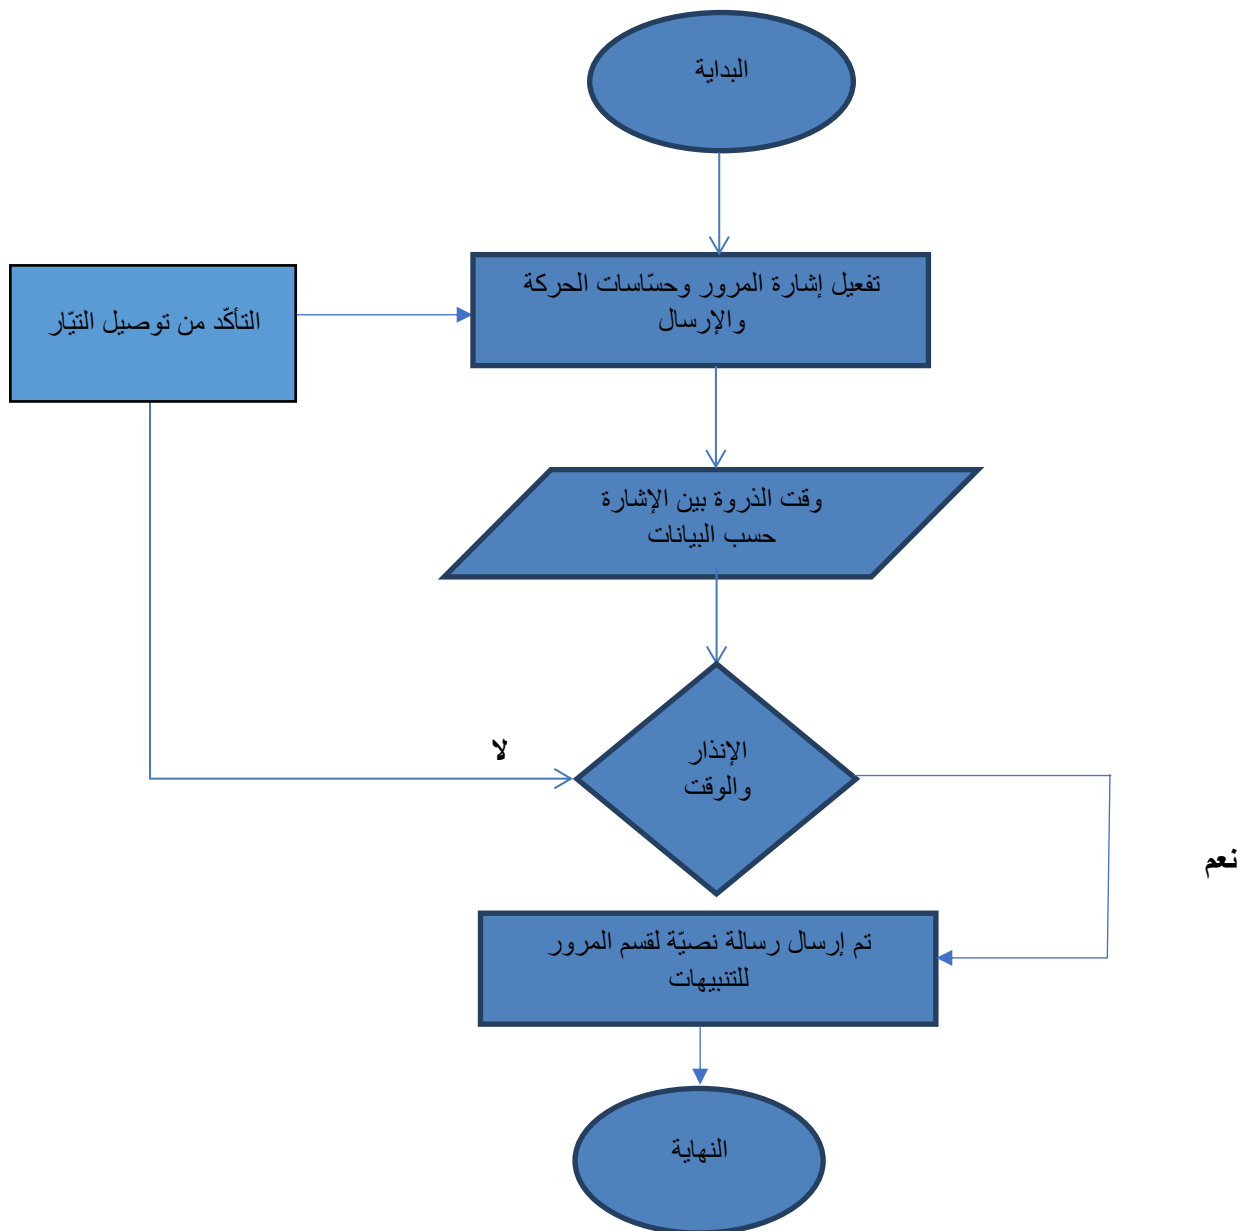 البداية
تفعيل إشارة المرور وحسّاسات الحركة
والإرسال
التأكّد من توصيل التيّار
وقت الذروة بين الإشارة
حسب البيانات
لا
الإنذار
والوقت
نعم
تم إرسال رسالة نصيّة لقسم المرور
للتنبيهات
النهاية